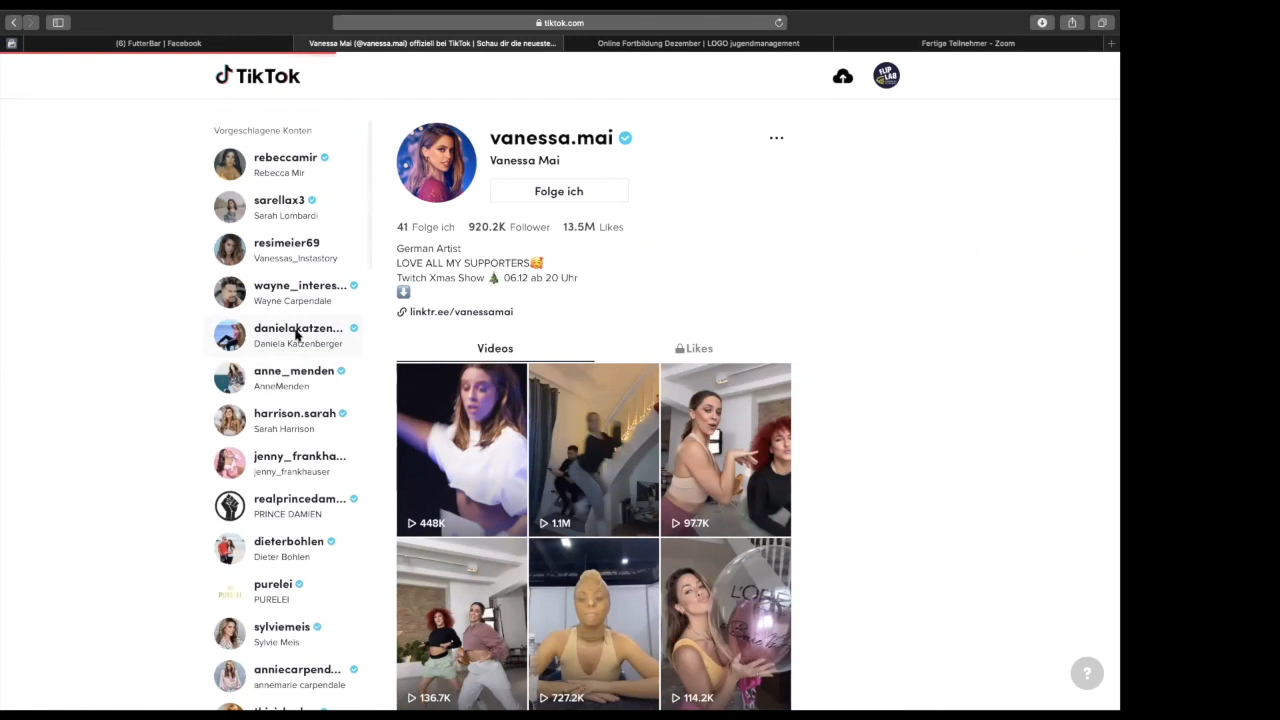 tiktok.com
(6) FutterBar | Facebook
Vanessa Mai (@vanessa.mai) offiziell bei TikTok | Schau dir die neueste...
Online Fortbildung Dezember | LOGO jugendmanagement
Fertige Teilnehmer - Zoom
TikTok
FLIP LAB
Vorgeschlagene Konten
rebeccamir
Rebecca Mir
sarellax3
Sarah Lombardi
resimeier69
Vanessas_Instastory
wayne_interes...
Wayne Carpendale
danielakatzen...
Daniela Katzenberger
anne_menden
AnneMenden
harrison.sarah
Sarah Harrison
jenny_frankha...
jenny_frankhauser
realprincedam...
PRINCE DAMIEN
dieterbohlen
Dieter Bohlen
purelei
PURELEI
sylviemeis
Sylvie Meis
anniecarpend...
annemarie carpendale
vanessa.mai
Vanessa Mai
Folge ich
41 Folge ich 920.2K Follower 13.5M Likes
German Artist
LOVE ALL MY SUPPORTERS🥰
Twitch Xmas Show 🎄 06.12 ab 20 Uhr
⬇️
linktr.ee/vanessamai
Videos
Likes
448K
1.1M
97.7K
136.7K
727.2K
114.2K
?